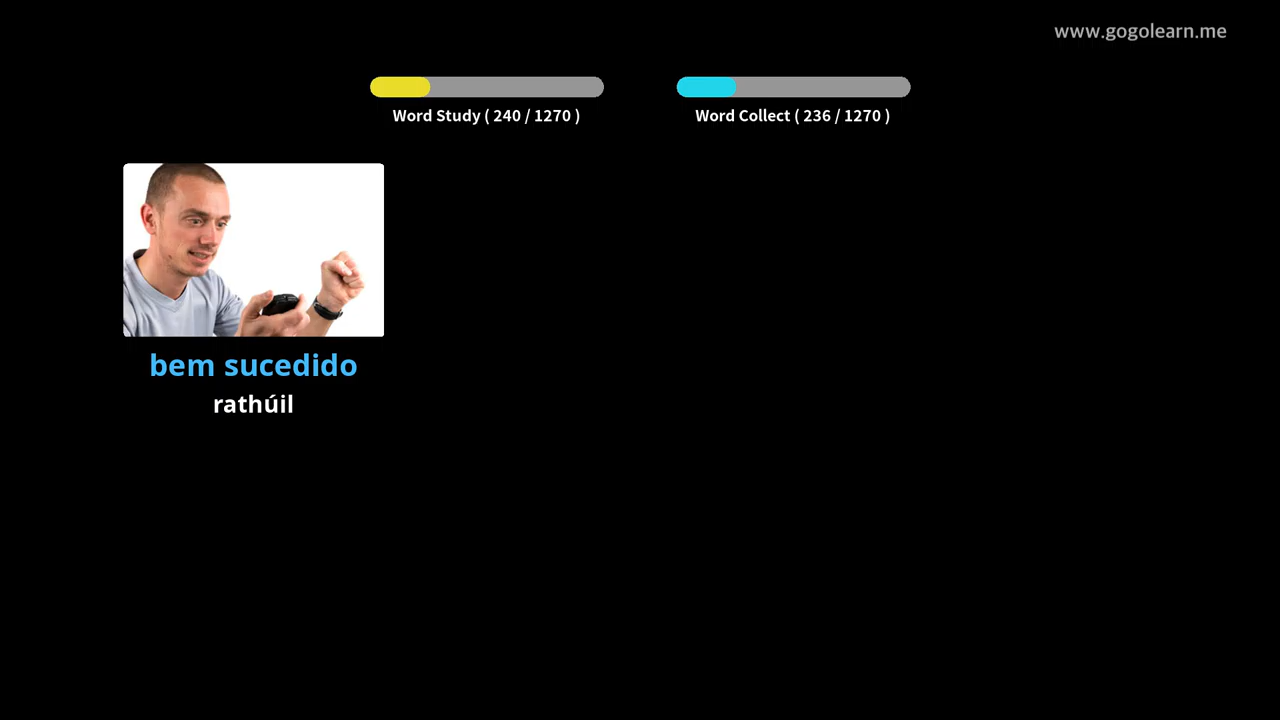 www.gogolearn.me
Word Study ( 240 / 1270 )
Word Collect ( 236 / 1270 )
bem sucedido
rathúil